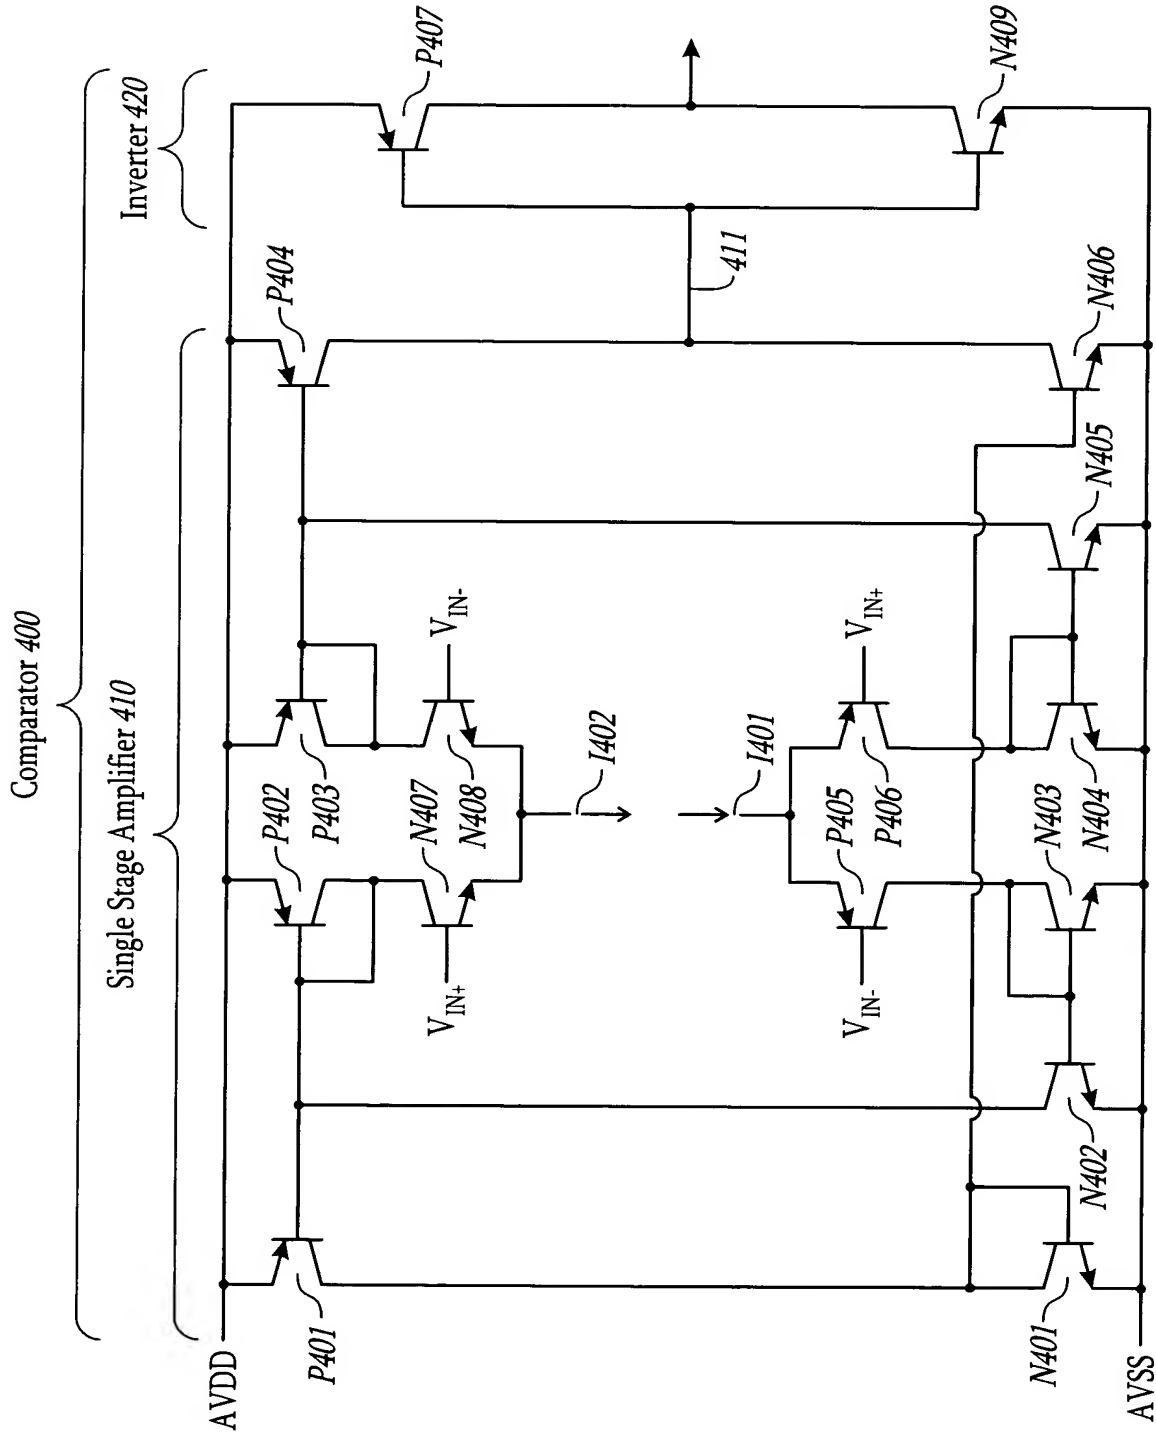 Comparator 400
Single Stage Amplifier 410
Inverter 420
AVDD
P401
P402
P403
P404
P407
V_IN+
N407
N408
V_IN-
I402
I401
411
V_IN-
P405
P406
V_IN+
N401
N402
N403
N404
N405
N406
N409
AVSS